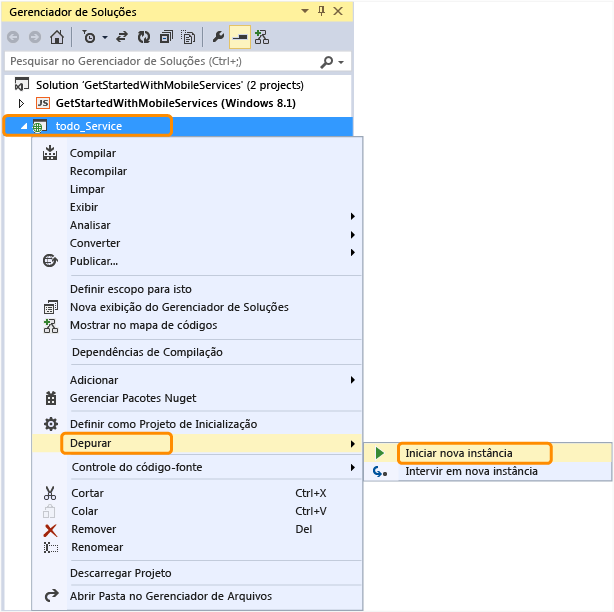 Gerenciador de Soluções
Pesquisar no Gerenciador de Soluções (Ctrl+;)
Solution 'GetStartedWithMobileServices' (2 projects)
JS GetStartedWithMobileServices (Windows 8.1)
todo_Service
Compilar
Recompilar
Limpar
Exibir
Analisar
Converter
Publicar...
Definir escopo para isto
Nova exibição do Gerenciador de Soluções
Mostrar no mapa de códigos
Dependências de Compilação
Adicionar
Gerenciar Pacotes Nuget
Definir como Projeto de Inicialização
Depurar
Iniciar nova instância
Intervir em nova instância
Controle do código-fonte
Cortar Ctrl+X
Colar Ctrl+V
Remover Del
Renomear
Descarregar Projeto
Abrir Pasta no Gerenciador de Arquivos